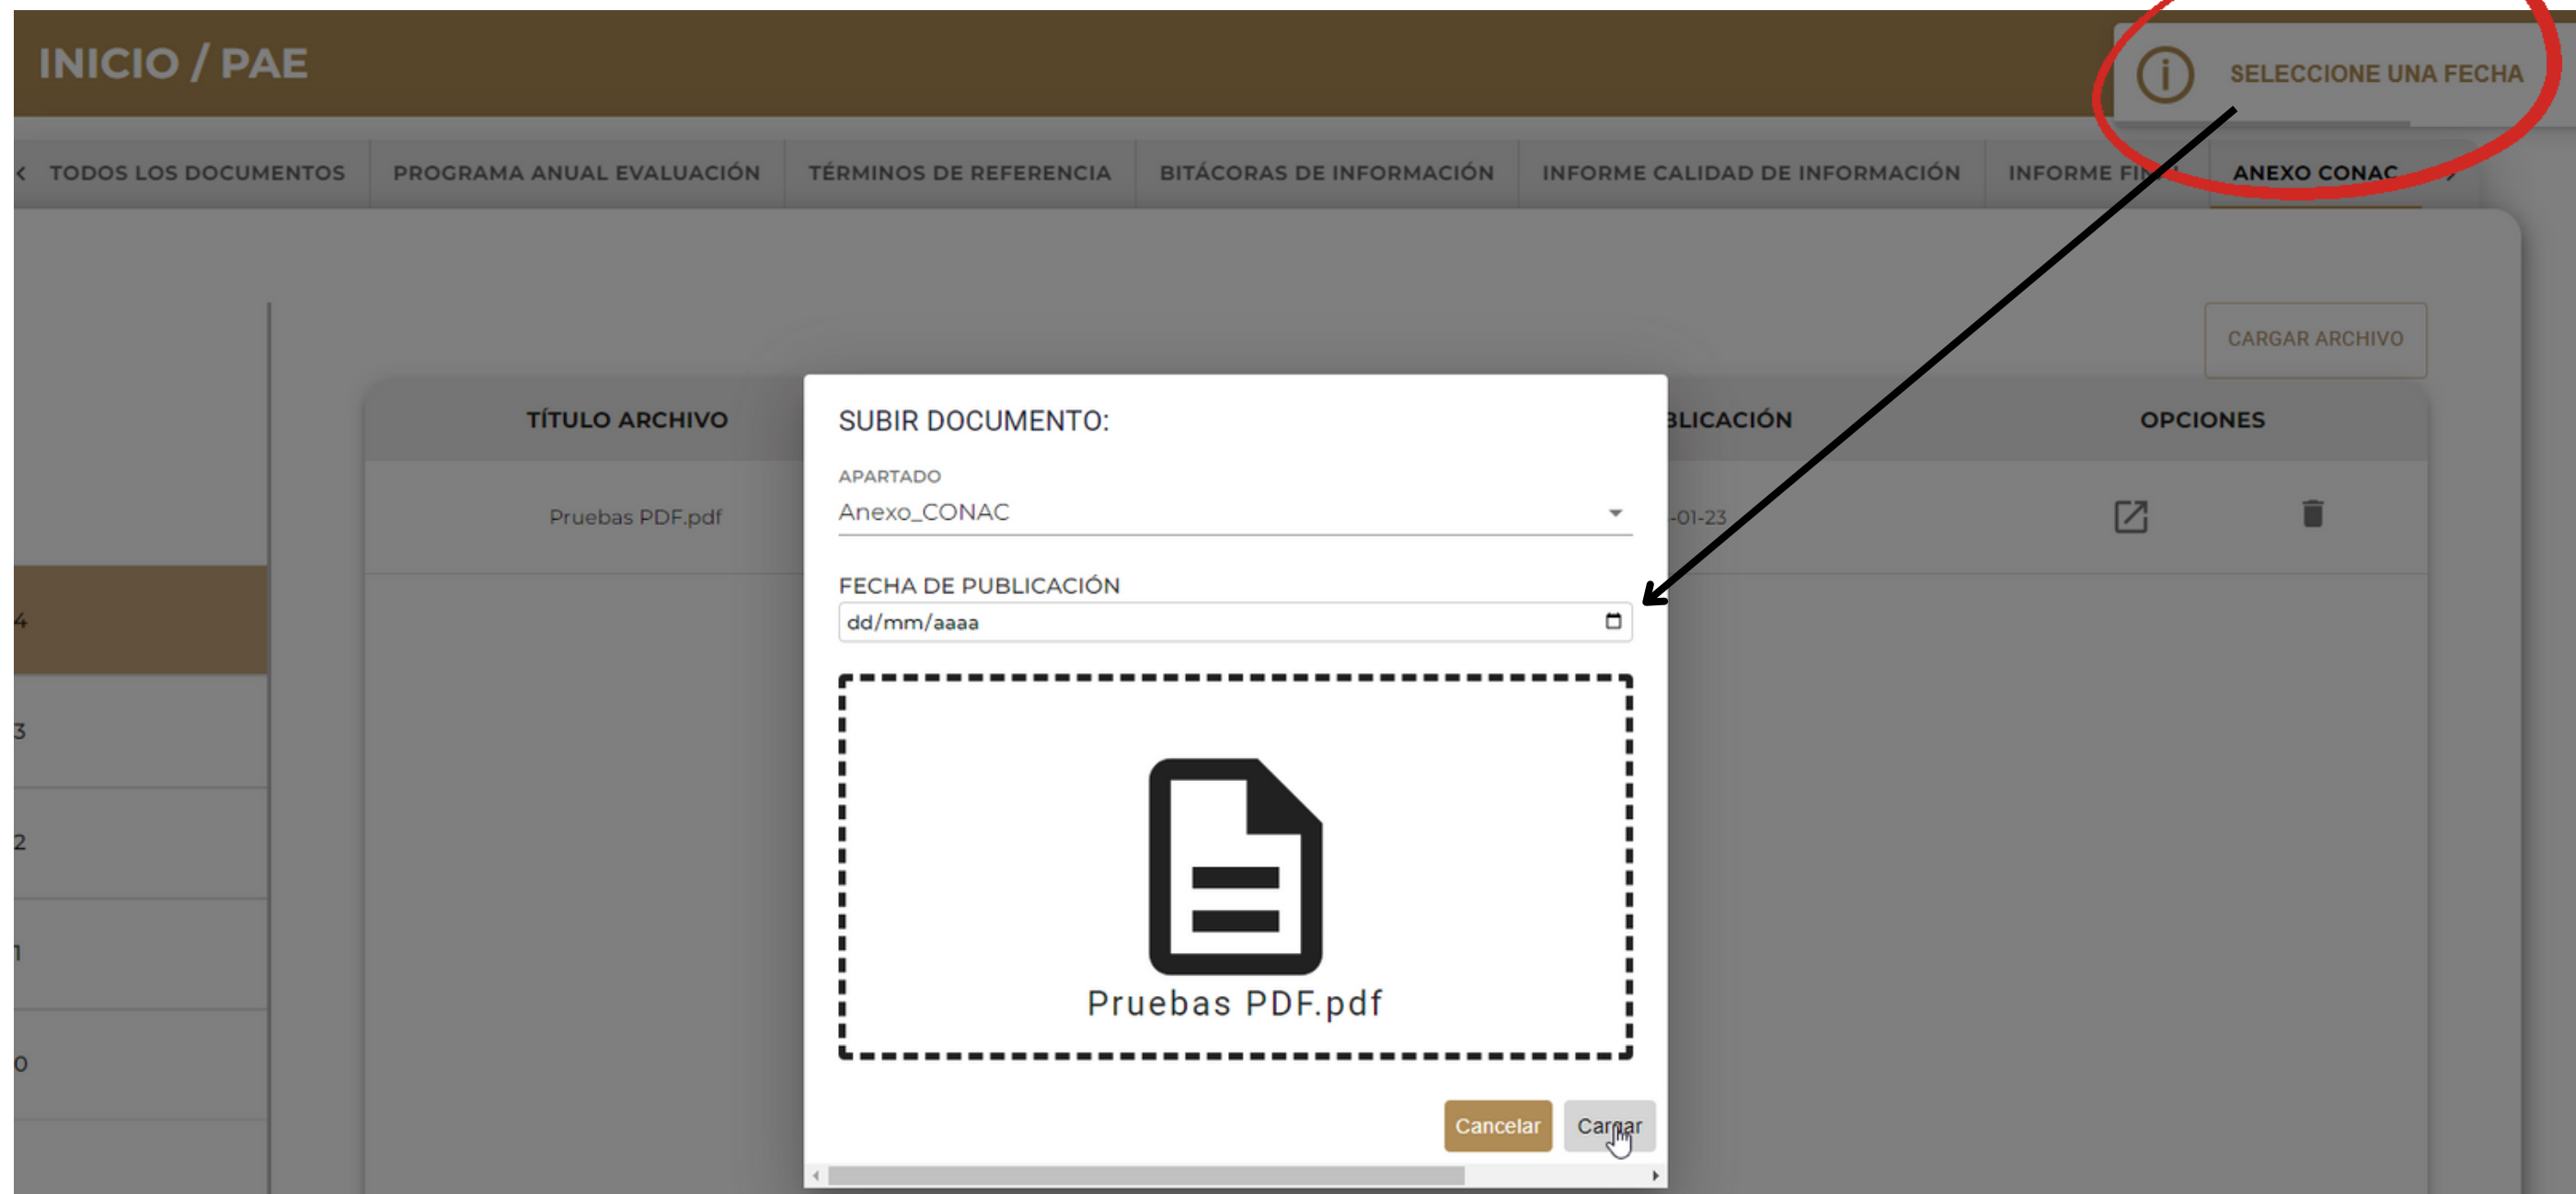 INICIO / PAE
SELECCIONE UNA FECHA
TODOS LOS DOCUMENTOS
PROGRAMA ANUAL EVALUACIÓN
TÉRMINOS DE REFERENCIA
BITÁCORAS DE INFORMACIÓN
INFORME CALIDAD DE INFORMACIÓN
INFORME
ANEXO CONAC
CARGAR ARCHIVO
TÍTULO ARCHIVO
BLICACIÓN
OPCIONES
Pruebas PDF.pdf
-01-23
4
3
2
1
0
SUBIR DOCUMENTO:
APARTADO
Anexo_CONAC
FECHA DE PUBLICACIÓN
dd/mm/aaaa
Pruebas PDF.pdf
Cancelar
Cargar